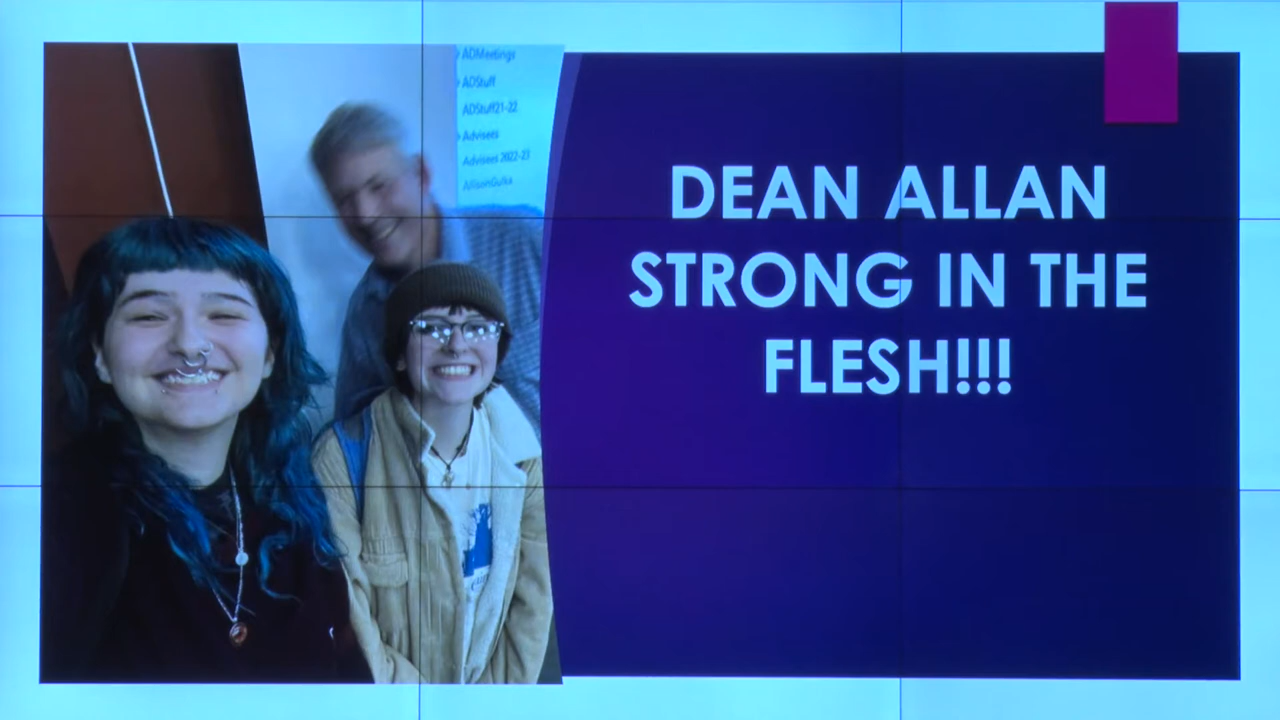 ADMeetings
ADStuff
ADStuff21-22
Advisees
Advisees 2022-23
AllisonGulka
DEAN ALLAN
STRONG IN THE
FLESH!!!